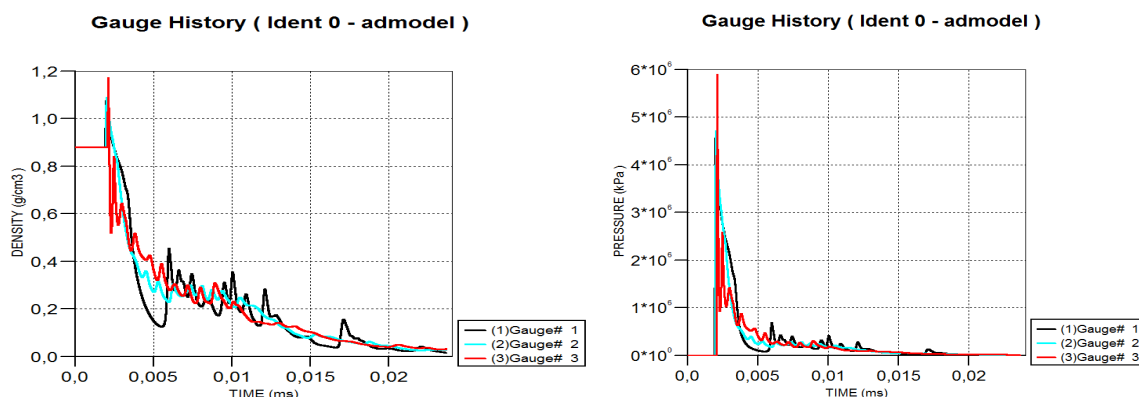 Gauge History ( Ident 0 - admodel )
DENSITY (g/cm3)
1,2
1,0
0,8
0,6
0,4
0,2
0,0
0,0
0,005
0,01
0,015
0,02
TIME (ms)
(1)Gauge# 1
(2)Gauge# 2
(3)Gauge# 3
Gauge History ( Ident 0 - admodel )
PRESSURE (kPa)
6*10⁶
5*10⁶
4*10⁶
3*10⁶
2*10⁶
1*10⁶
0*10⁰
0,0
0,005
0,01
0,015
0,02
TIME (ms)
(1)Gauge# 1
(2)Gauge# 2
(3)Gauge# 3